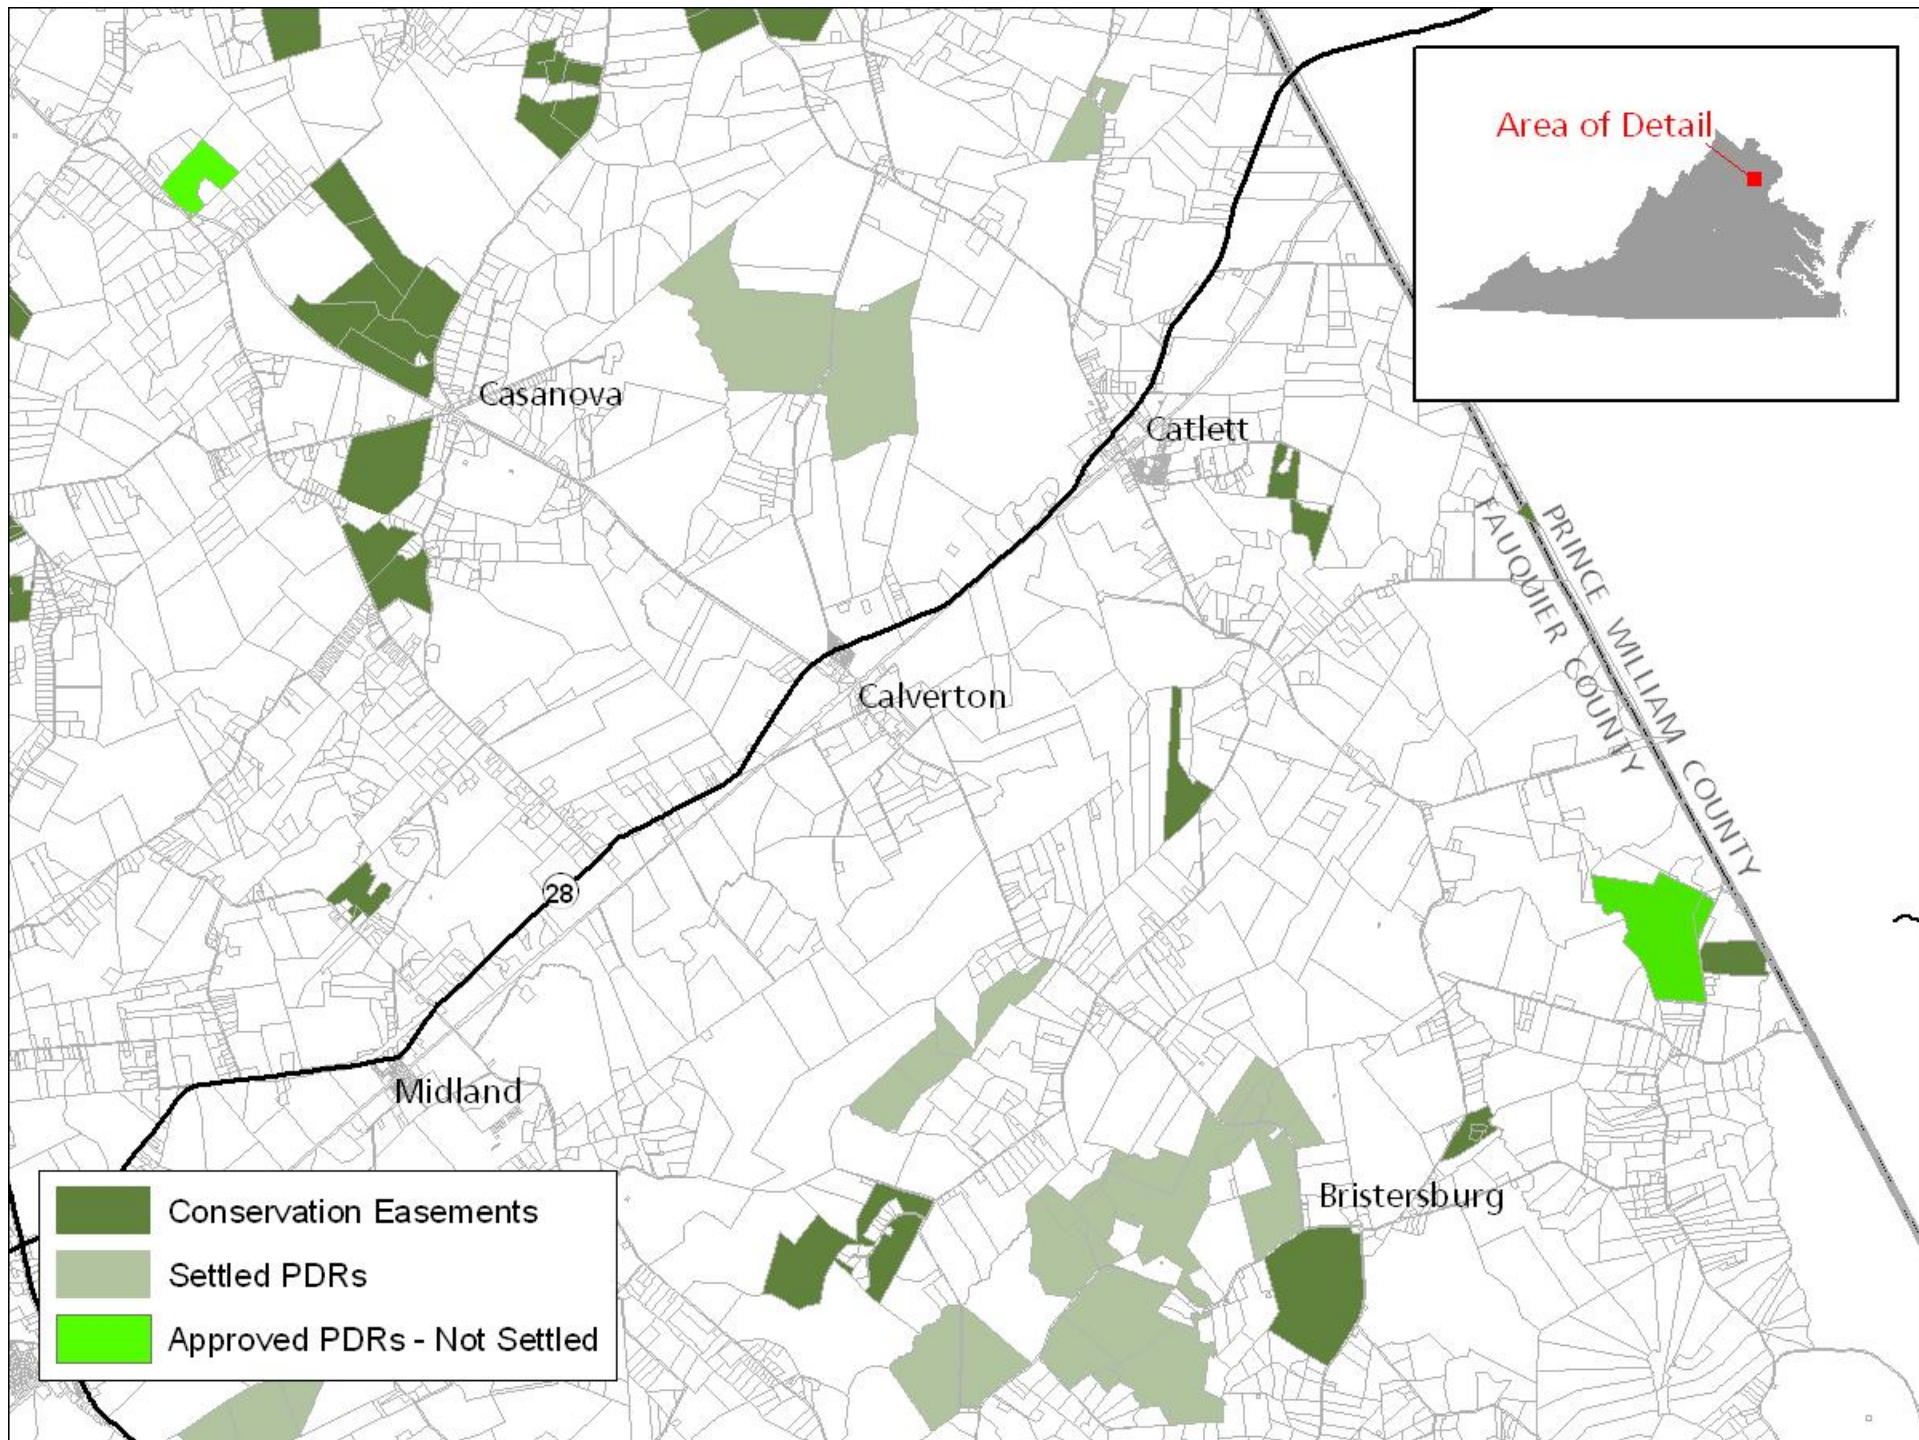 Area of Detail
Casanova
Catlett
PRINCE WILLIAM COUNTY
FAUQUIER COUNTY
Calverton
28
Midland
Bristersburg
Conservation Easements
Settled PDRs
Approved PDRs - Not Settled